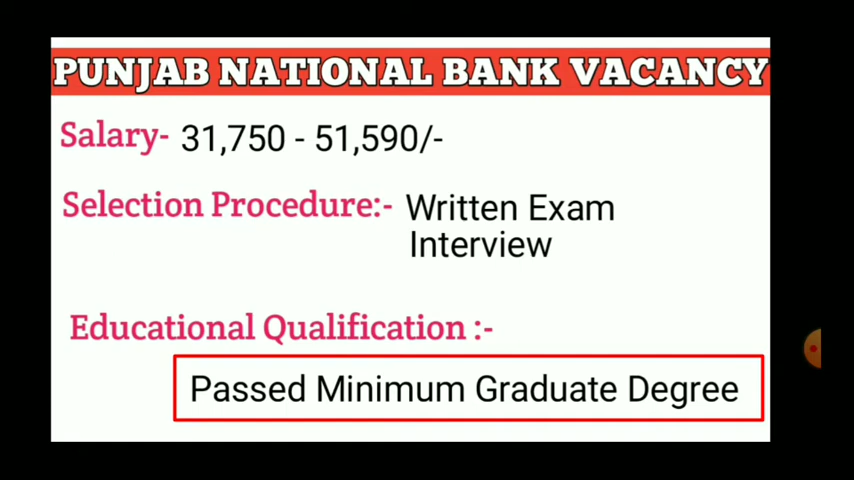 PUNJAB NATIONAL BANK VACANCY
Salary- 31,750 - 51,590/-
Selection Procedure:- Written Exam
Interview
Educational Qualification :-
Passed Minimum Graduate Degree